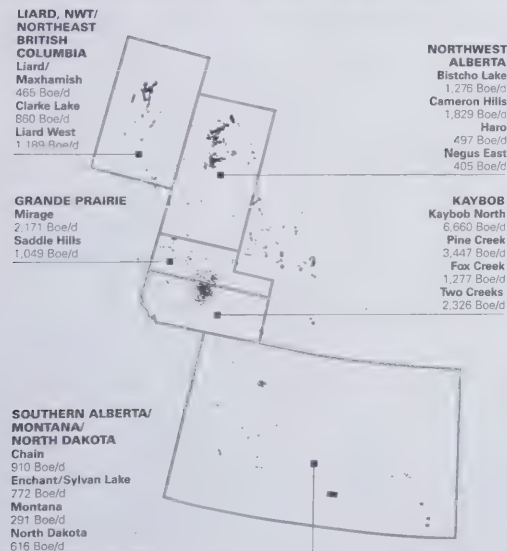 LIARD, NWT/
NORTHEAST
BRITISH
COLUMBIA
Liard/
Maxhamish
465 Boe/d
Clarke Lake
860 Boe/d
Liard West
1,189 Boe/d
NORTHWEST
ALBERTA
Bistcho Lake
1,276 Boe/d
Cameron Hills
1,829 Boe/d
Haro
497 Boe/d
Negus East
405 Boe/d
GRANDE PRAIRIE
Mirage
2,171 Boe/d
Saddle Hills
1,049 Boe/d
KAYBOB
Kaybob North
6,660 Boe/d
Pine Creek
3,447 Boe/d
Fox Creek
1,277 Boe/d
Two Creeks
2,326 Boe/d
SOUTHERN ALBERTA/
MONTANA/
NORTH DAKOTA
Chain
910 Boe/d
Enchant/Sylvan Lake
772 Boe/d
Montana
291 Boe/d
North Dakota
616 Boe/d